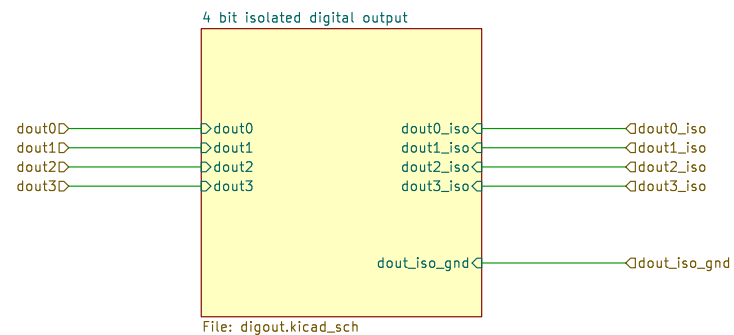 4 bit isolated digital output
dout0 dout0 dout0_iso dout0_iso
dout1 dout1 dout1_iso dout1_iso
dout2 dout2 dout2_iso dout2_iso
dout3 dout3 dout3_iso dout3_iso
dout_iso_gnd dout_iso_gnd
File: digout.kicad_sch